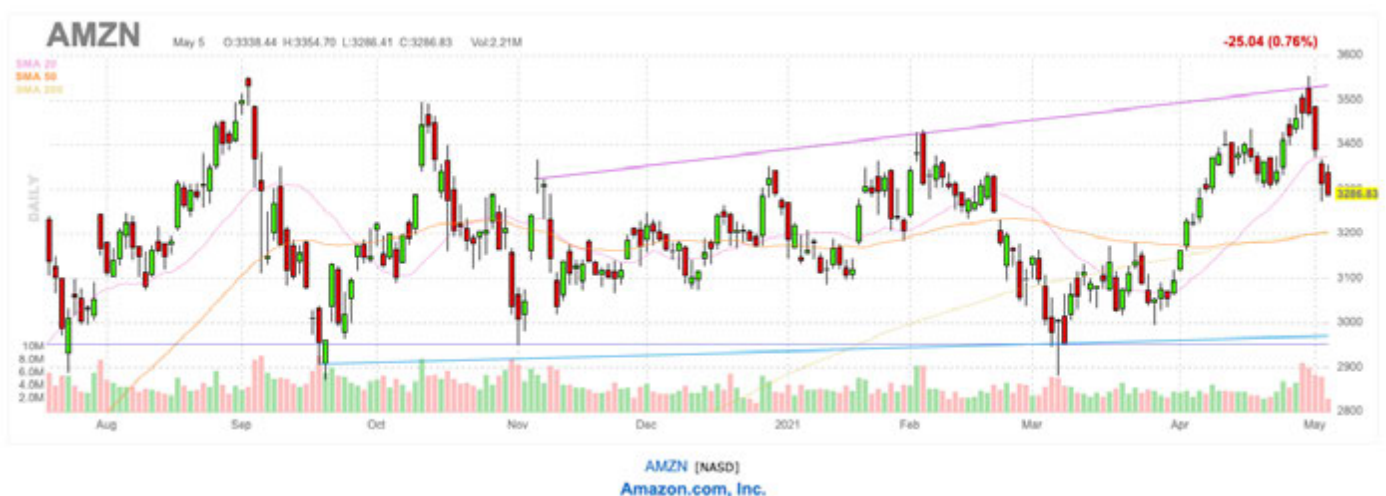 AMZN May 5 O:3338.44 H:3354.70 L:3286.41 C:3286.83 Vol:2.21M -25.04 (0.76%)
SMA 20
SMA 50
SMA 200
DAILY
3600
3500
3400
3286.83
3200
3100
3000
2900
2800
10M
8.0M
6.0M
4.0M
2.0M
Aug Sep Oct Nov Dec 2021 Feb Mar Apr May
AMZN [NASD]
Amazon.com, Inc.